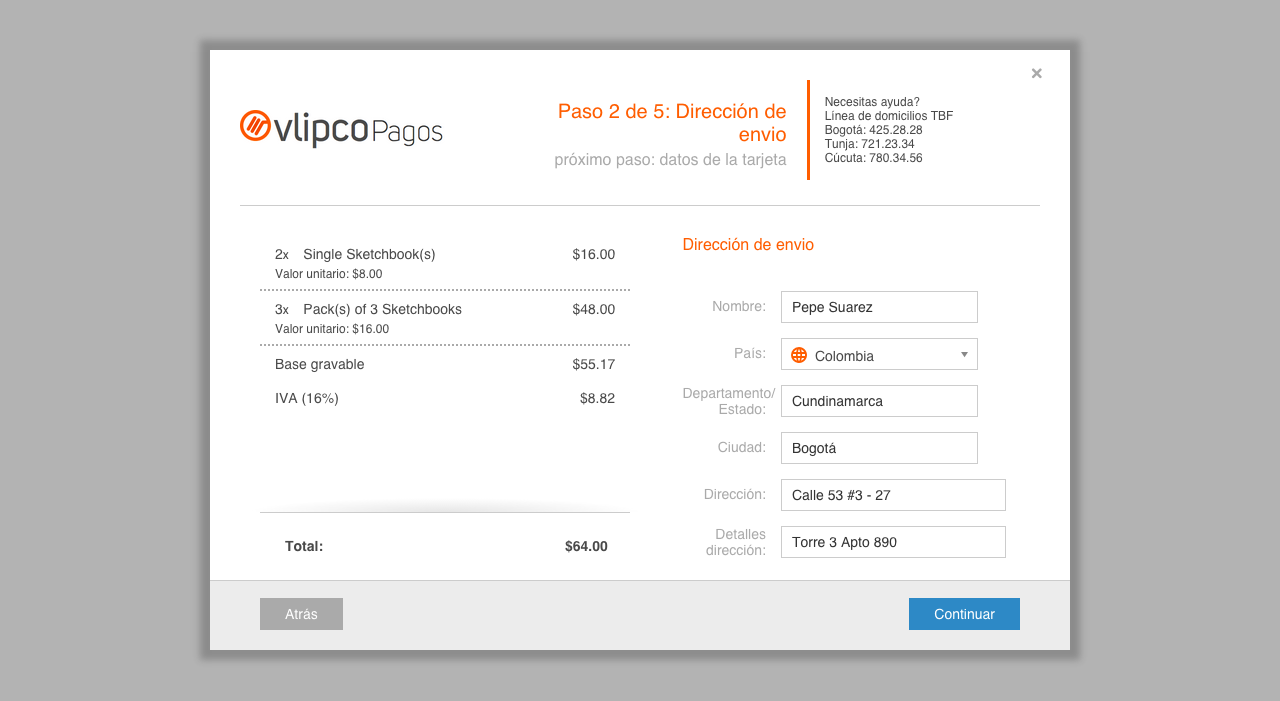 ×
vlipco Pagos
Paso 2 de 5: Dirección de
envio
próximo paso: datos de la tarjeta
Necesitas ayuda?
Línea de domicilios TBF
Bogotá: 425.28.28
Tunja: 721.23.34
Cúcuta: 780.34.56
2x Single Sketchbook(s) $16.00
Valor unitario: $8.00
3x Pack(s) of 3 Sketchbooks $48.00
Valor unitario: $16.00
Base gravable $55.17
IVA (16%) $8.82
Total: $64.00
Dirección de envio
Nombre: Pepe Suarez
País: Colombia
Departamento/
Estado: Cundinamarca
Ciudad: Bogotá
Dirección: Calle 53 #3 - 27
Detalles
dirección: Torre 3 Apto 890
Atrás
Continuar